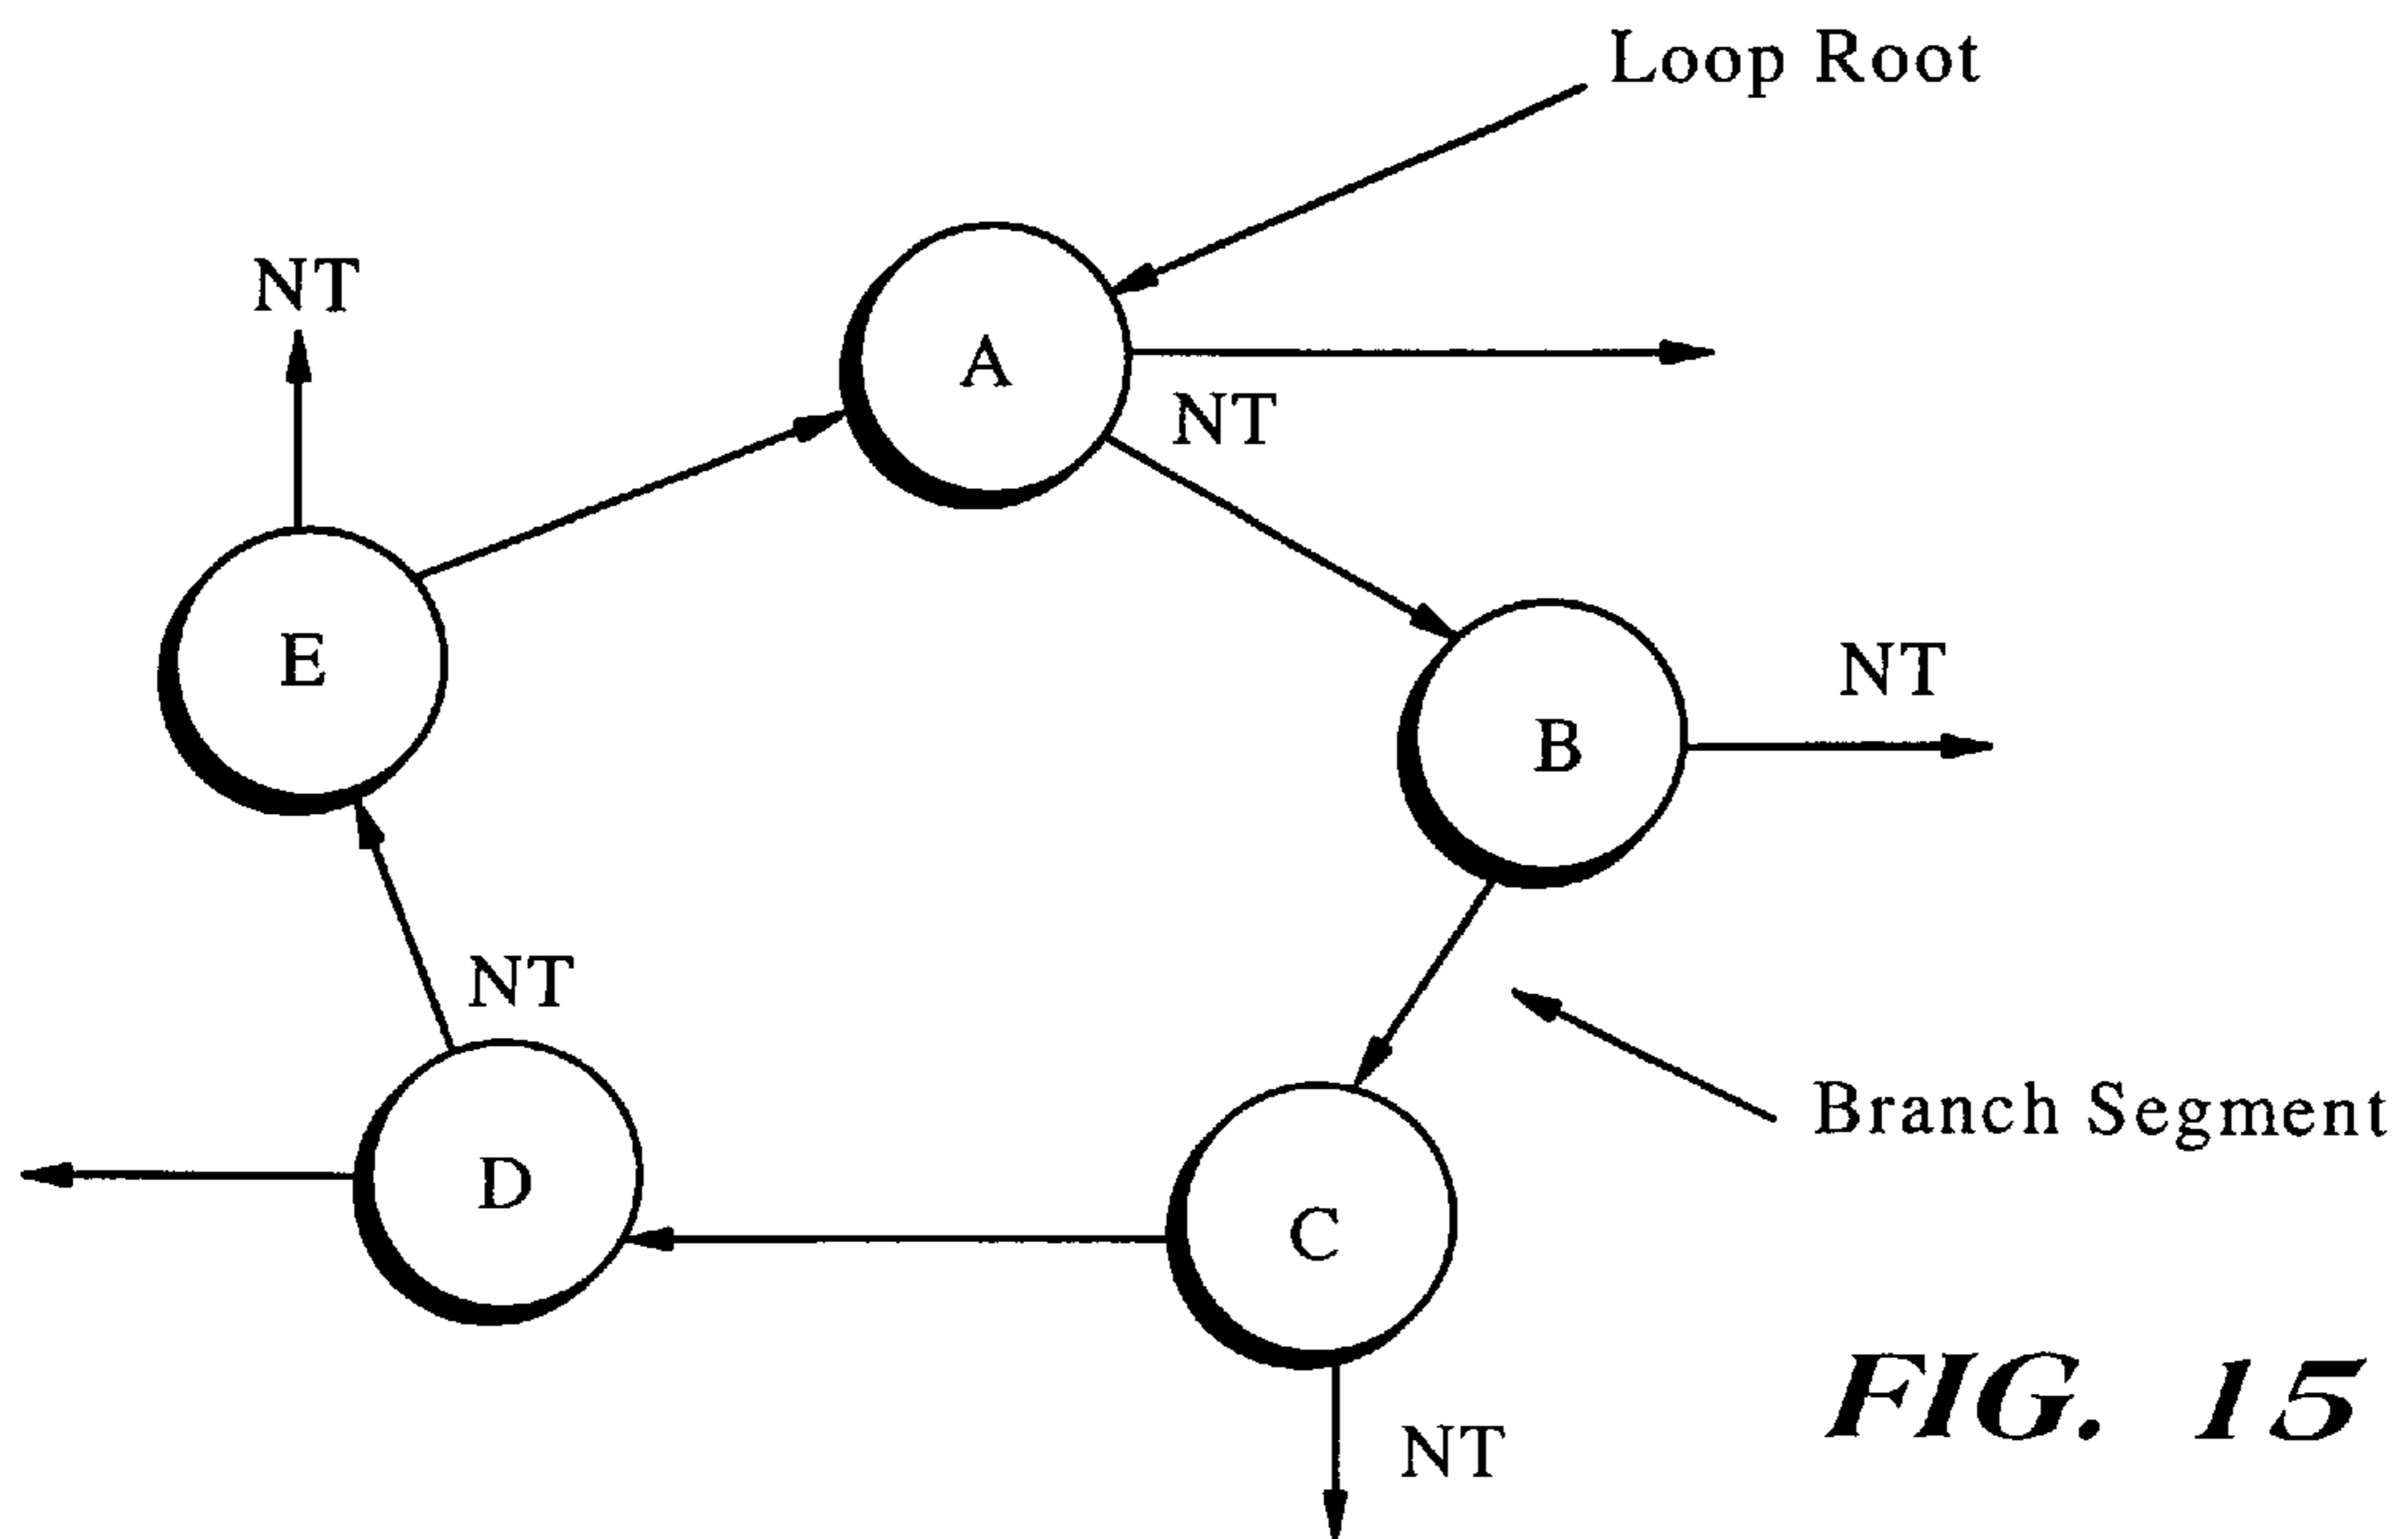 Loop Root
NT
A
NT
E
NT
B
NT
Branch Segment
D
C
NT
FIG. 15